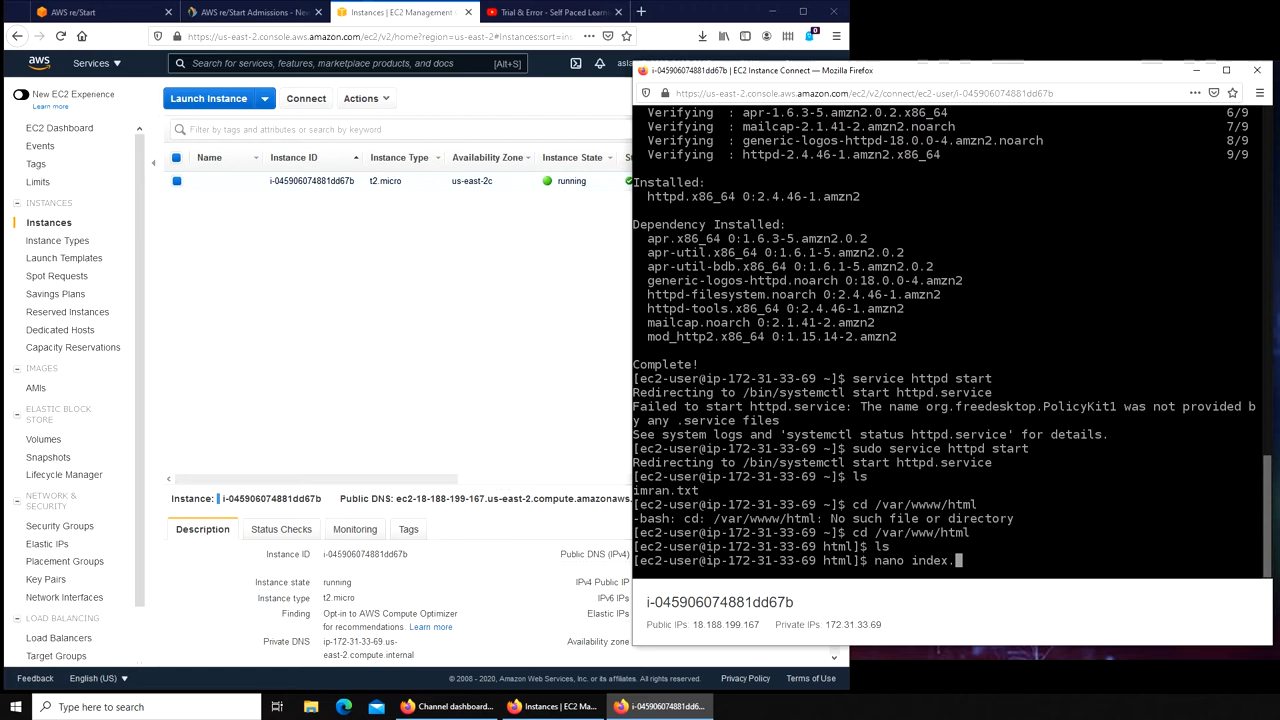 AWS re/Start
AWS re/Start Admissions - Nev
Instances | EC2 Management
Trial & Error - Self Paced Learni
https://us-east-2.console.aws.amazon.com/ec2/v2/home?region=us-east-2#Instances:sort=in
aws
Services
Search for services, features, marketplace products, and docs
[Alt+S]
New EC2 Experience
Learn more
EC2 Dashboard
Events
Tags
Limits
INSTANCES
Instances
Instance Types
Launch Templates
Spot Requests
Savings Plans
Reserved Instances
Dedicated Hosts
Capacity Reservations
IMAGES
AMIs
ELASTIC BLOCK
STORE
Volumes
Snapshots
Lifecycle Manager
NETWORK &
SECURITY
Security Groups
Elastic IPs
Placement Groups
Key Pairs
Network Interfaces
LOAD BALANCING
Load Balancers
Target Groups
Launch Instance
Connect
Actions
Filter by tags and attributes or search by keyword
Name
Instance ID
Instance Type
Availability Zone
Instance State
i-045906074881dd67b
t2.micro
us-east-2c
running
Instance: i-045906074881dd67b Public DNS: ec2-18-188-199-167.us-east-2.compute.amazonaws
Description
Status Checks
Monitoring
Tags
Instance ID
i-045906074881dd67b
Public DNS (IPv4)
Instance state
running
IPv4 Public IP
Instance type
t2.micro
IPv6 IPs
Finding
Opt-in to AWS Compute Optimizer
for recommendations. Learn more
Elastic IPs
Private DNS
ip-172-31-33-69.us-
east-2.compute.internal
Availability zone
Feedback
English (US)
© 2008 - 2020, Amazon Web Services, Inc. or its affiliates. All rights reserved.
Privacy Policy
Terms of Use
i-045906074881dd67b | EC2 Instance Connect — Mozilla Firefox
https://us-east-2.console.aws.amazon.com/ec2/v2/connect/ec2-user/i-045906074881dd67b
Verifying : apr-1.6.3-5.amzn2.0.2.x86_64 6/9
Verifying : mailcap-2.1.41-2.amzn2.noarch 7/9
Verifying : generic-logos-httpd-18.0.0-4.amzn2.noarch 8/9
Verifying : httpd-2.4.46-1.amzn2.x86_64 9/9
Installed:
httpd.x86_64 0:2.4.46-1.amzn2
Dependency Installed:
apr.x86_64 0:1.6.3-5.amzn2.0.2
apr-util.x86_64 0:1.6.1-5.amzn2.0.2
apr-util-bdb.x86_64 0:1.6.1-5.amzn2.0.2
generic-logos-httpd.noarch 0:18.0.0-4.amzn2
httpd-filesystem.noarch 0:2.4.46-1.amzn2
httpd-tools.x86_64 0:2.4.46-1.amzn2
mailcap.noarch 0:2.1.41-2.amzn2
mod_http2.x86_64 0:1.15.14-2.amzn2
Complete!
[ec2-user@ip-172-31-33-69 ~]$ service httpd start
Redirecting to /bin/systemctl start httpd.service
Failed to start httpd.service: The name org.freedesktop.PolicyKit1 was not provided b
y any .service files
See system logs and 'systemctl status httpd.service' for details.
[ec2-user@ip-172-31-33-69 ~]$ sudo service httpd start
Redirecting to /bin/systemctl start httpd.service
[ec2-user@ip-172-31-33-69 ~]$ ls
imran.txt
[ec2-user@ip-172-31-33-69 ~]$ cd /var/wwww/html
-bash: cd: /var/wwww/html: No such file or directory
[ec2-user@ip-172-31-33-69 ~]$ cd /var/www/html
[ec2-user@ip-172-31-33-69 html]$ ls
[ec2-user@ip-172-31-33-69 html]$ nano index.
i-045906074881dd67b
Public IPs: 18.188.199.167 Private IPs: 172.31.33.69
Type here to search
Channel dashboard...
Instances | EC2 Ma...
i-045906074881dd6...